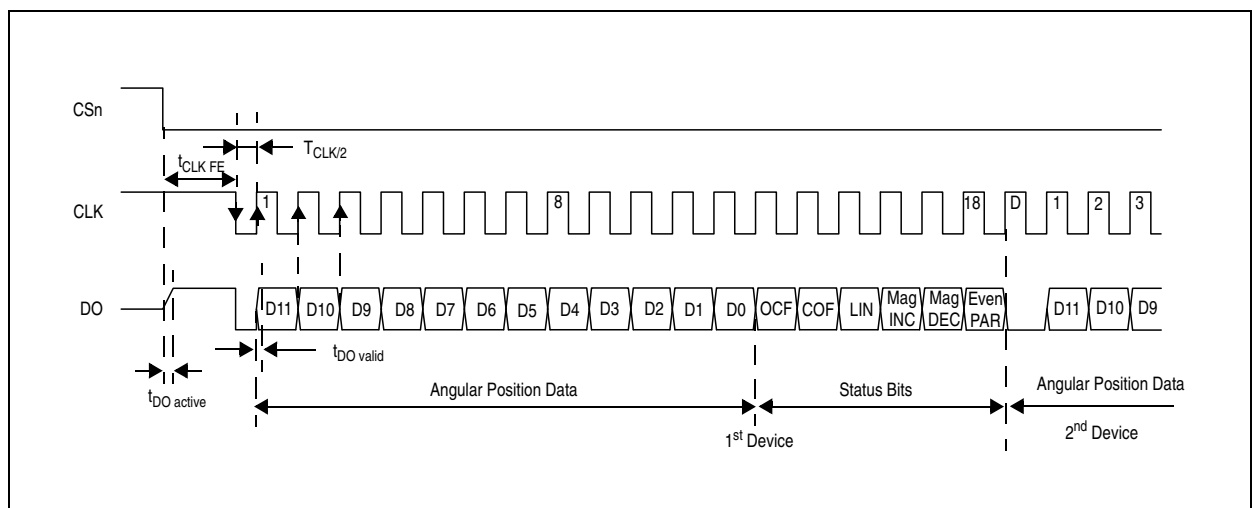 CSn
TCLK/2
tCLK FE
CLK
1
8
18
D
1
2
3
DO
D11
D10
D9
D8
D7
D6
D5
D4
D3
D2
D1
D0
OCF
COF
LIN
Mag
INC
Mag
DEC
Even
PAR
D11
D10
D9
tDO valid
tDO active
Angular Position Data
Status Bits
Angular Position Data
1st Device
2nd Device